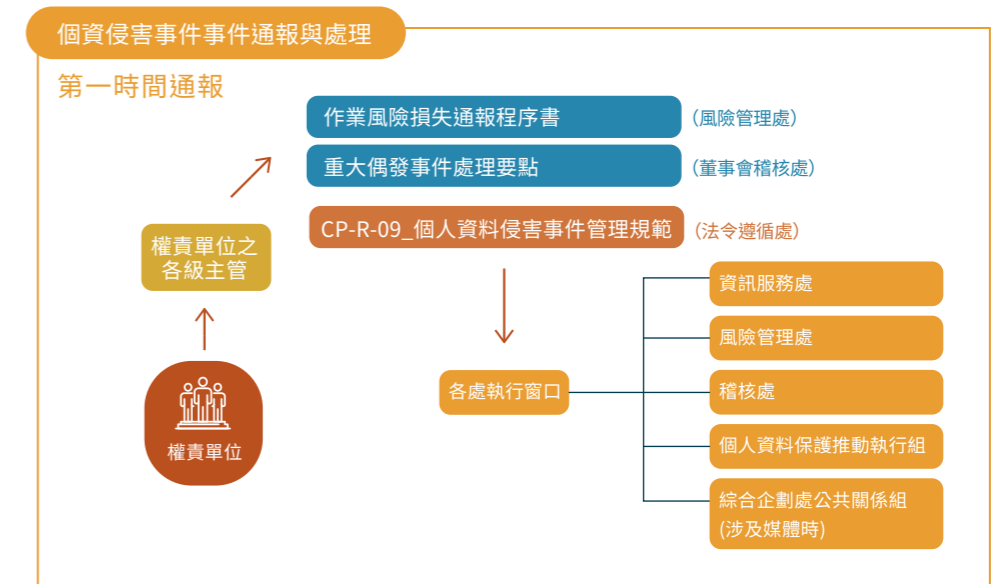 個資侵害事件事件通報與處理
第一時間通報
作業風險損失通報程序書
(風險管理處)
重大偶發事件處理要點
(董事會稽核處)
CP-R-09_個人資料侵害事件管理規範
(法令遵循處)
權責單位之
各級主管
權責單位
各處執行窗口
資訊服務處
風險管理處
稽核處
個人資料保護推動執行組
綜合企劃處公共關係組
(涉及媒體時)